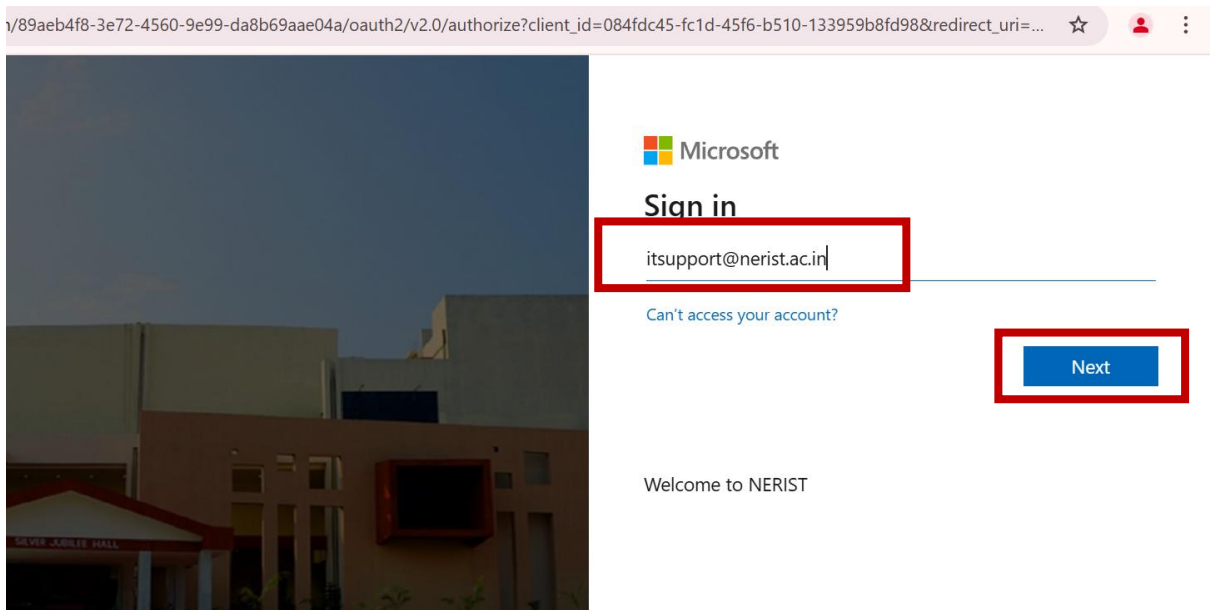 /89aeb4f8-3e72-4560-9e99-da8b69aae04a/oauth2/v2.0/authorize?client_id=084fdc45-fc1d-45f6-b510-133959b8fd98&redirect_uri=...
Microsoft
Sign in
itsupport@nerist.ac.in
Can't access your account?
Next
Welcome to NERIST
SILVER JUBILEE HALL